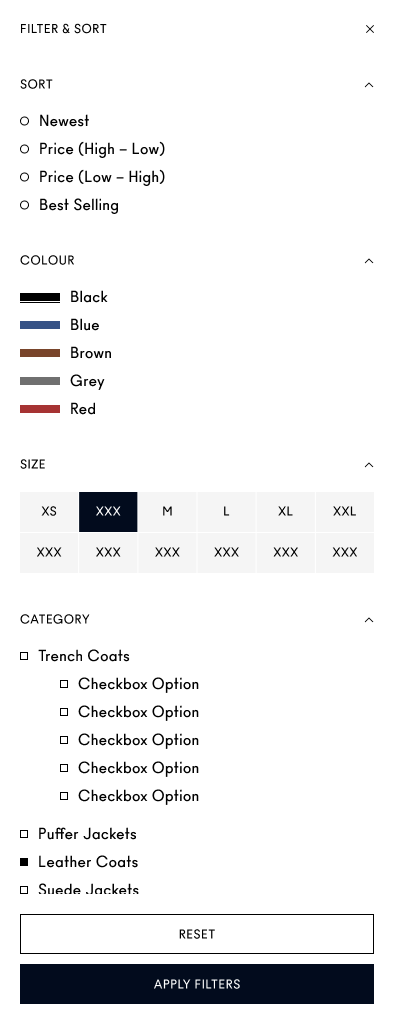 FILTER & SORT
SORT
Newest
Price (High – Low)
Price (Low – High)
Best Selling
COLOUR
Black
Blue
Brown
Grey
Red
SIZE
XS XXX M L XL XXL
XXX XXX XXX XXX XXX XXX
CATEGORY
Trench Coats
Checkbox Option
Checkbox Option
Checkbox Option
Checkbox Option
Checkbox Option
Puffer Jackets
Leather Coats
Suede Jackets
RESET
APPLY FILTERS